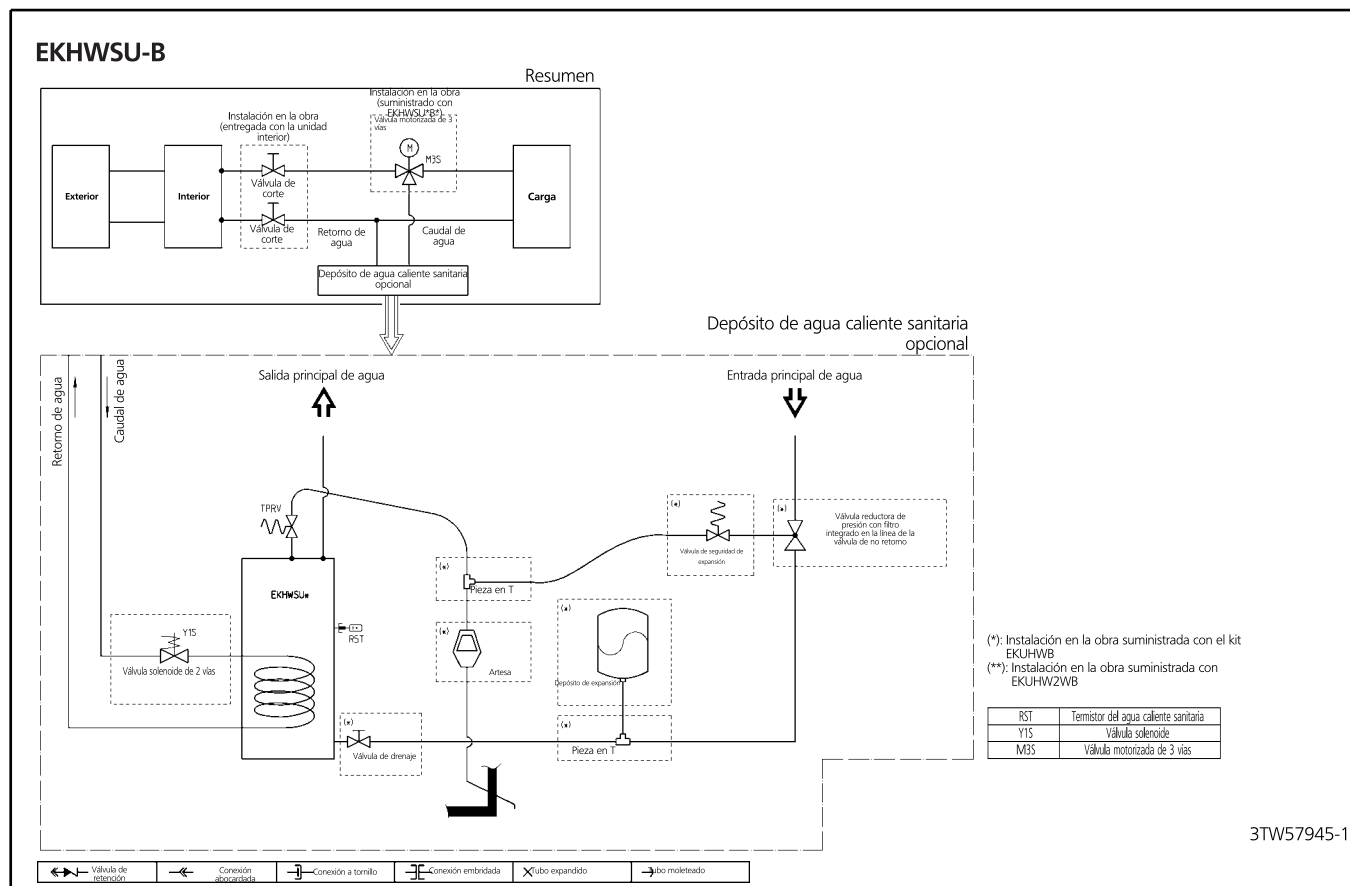 EKHWSU-B
Resumen
Instalación en la obra
(suministrado con
EKHWSU*B*)
Válvula motorizada de 3
vías
Instalación en la obra
(entregada con la unidad
interior)
M
M3S
Exterior
Interior
Válvula de
corte
Carga
Válvula de
corte
Retorno de
agua
Caudal de
agua
Depósito de agua caliente sanitaria
opcional
Depósito de agua caliente sanitaria
opcional
Retorno de agua
Caudal de agua
Salida principal de agua
Entrada principal de agua
TPRV
(*)
Válvula de seguridad de
expansión
(*)
Válvula reductora de
presión con filtro
integrado en la línea de la
válvula de no retorno
(*)
Pieza en T
EKHWSU*
RST
Y1S
Válvula solenoide de 2 vías
(*)
Artesa
(*)
Depósito de expansión
(*)
Válvula de drenaje
(*)
Pieza en T
(*): Instalación en la obra suministrada con el kit
EKUHWB
(**): Instalación en la obra suministrada con
EKUHW2WB
RST Termistor del agua caliente sanitaria
Y1S Válvula solenoide
M3S Válvula motorizada de 3 vías
3TW57945-1
Válvula de
retención
Conexión
abocardada
Conexión a tornillo
Conexión embridada
Tubo expandido
Tubo moleteado